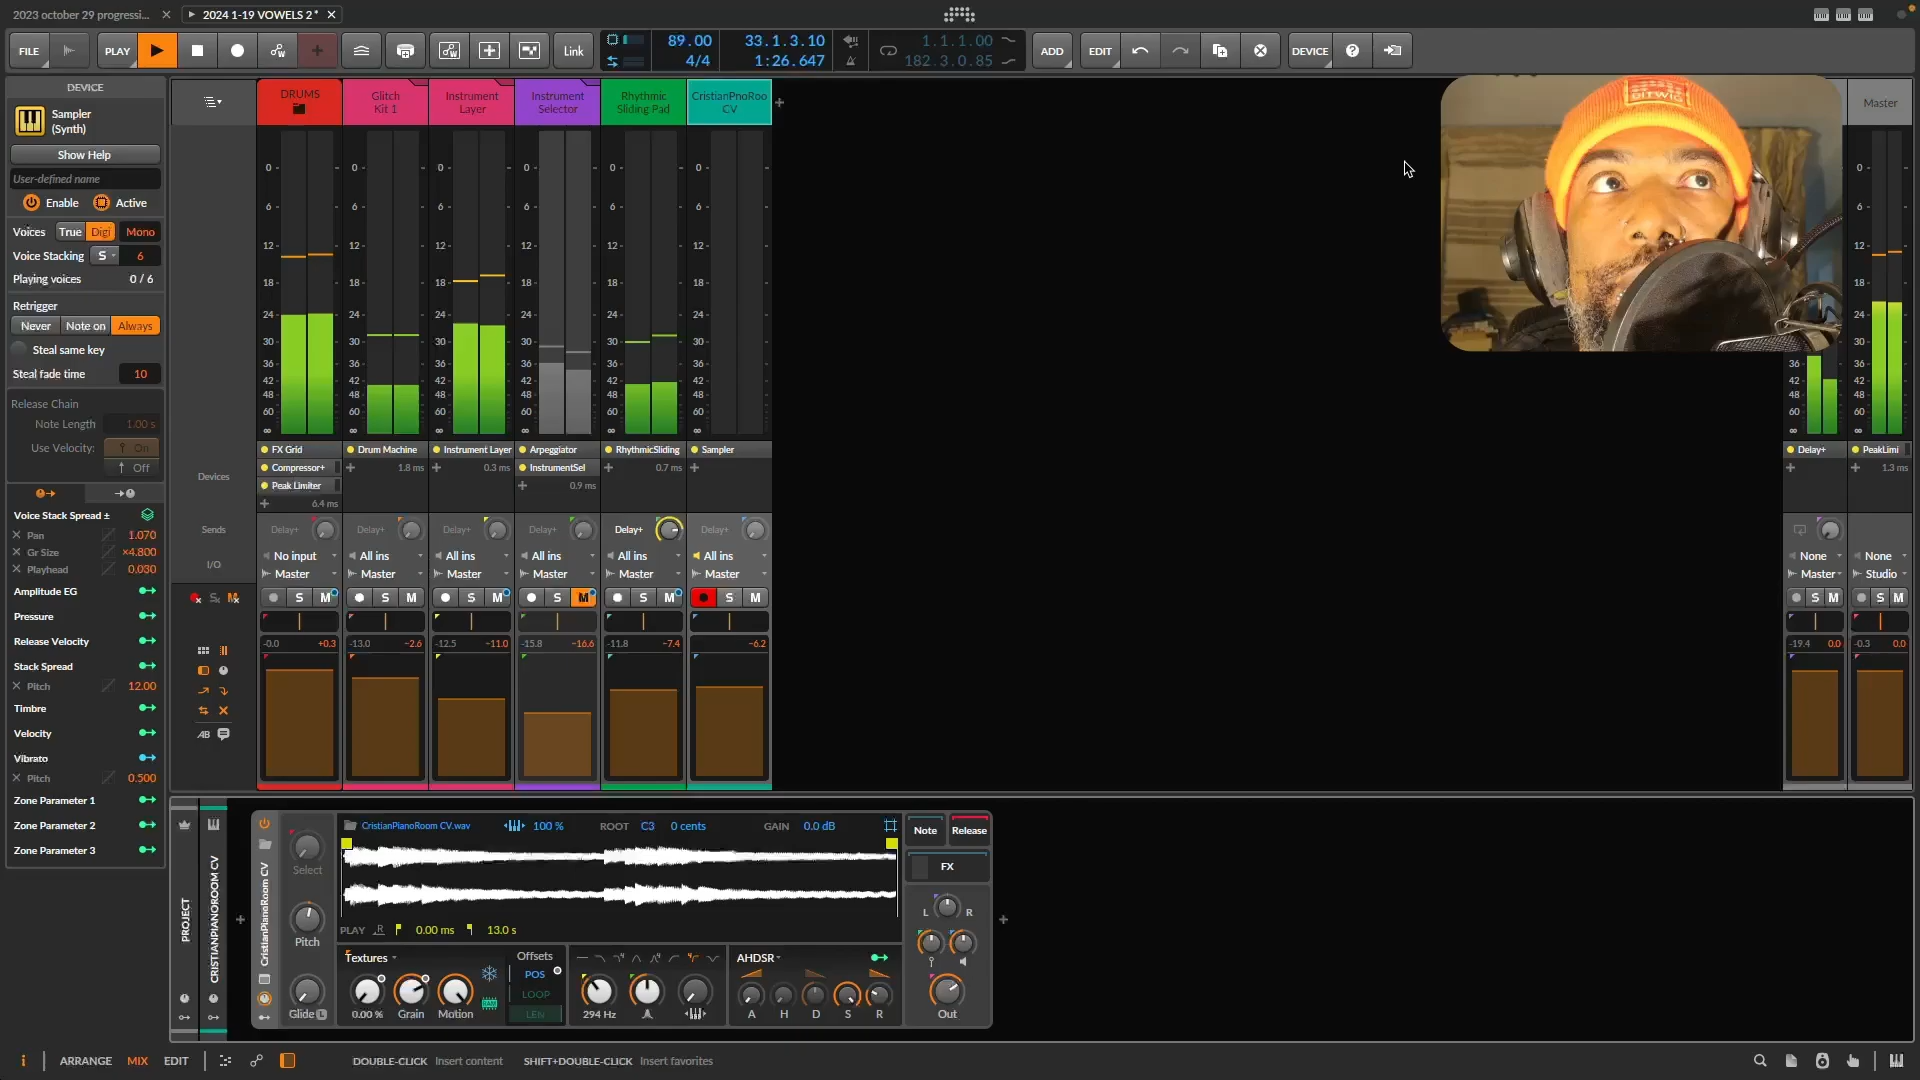 2023 october 29 progressi...
2024 1-19 VOWELS 2*
FILE
PLAY
Link
89.00
4/4
33.1.3.10
1:26.647
1.1.1.00
182.3.0.85
ADD
EDIT
DEVICE
DEVICE
Sampler
(Synth)
Show Help
User-defined name
Enable
Active
Voices
True
Digi
Mono
Voice Stacking
S
6
Playing voices
0 / 6
Retrigger
Never
Note on
Always
Steal same key
Steal fade time
10
Release Chain
Note Length
1.00 s
Use Velocity:
On
Off
Voice Stack Spread ±
Pan
1.070
Gr Size
×4.800
Playhead
0.030
Amplitude EG
Pressure
Release Velocity
Stack Spread
Pitch
12.00
Timbre
Velocity
Vibrato
Pitch
0.500
Zone Parameter 1
Zone Parameter 2
Zone Parameter 3
DRUMS
Glitch
Kit 1
Instrument
Layer
Instrument
Selector
Rhythmic
Sliding Pad
CristianPnoRoo
CV
Master
BITWIG
0 0 0 0 0 0 0
6 6 6 6 6 6 6
12 12 12 12 12 12 12
18 18 18 18 18 18 18
24 24 24 24 24 24 24
30 30 30 30 30 30 30
36 36 36 36 36 36 36 36
42 42 42 42 42 42 42 42
48 48 48 48 48 48 48 48
60 60 60 60 60 60 60 60
∞ ∞ ∞ ∞ ∞ ∞ ∞ ∞
Devices
FX Grid
Compressor+
Peak Limiter
6.4 ms
Drum Machine
1.8 ms
Instrument Layer
0.3 ms
Arpeggiator
InstrumentSel
0.9 ms
RhythmicSliding
0.7 ms
Sampler
Delay+
PeakLimi
1.3 ms
Sends
Delay+ Delay+ Delay+ Delay+ Delay+ Delay+
I/O
No input All ins All ins All ins All ins All ins None None
Master Master Master Master Master Master Master Studio
S M S M S M S M S M S M S M S M
-0.0 +0.3 -13.0 -2.6 -12.5 -11.0 -15.8 -16.6 -11.8 -7.4 -6.2 -19.4 0.0 -0.3 0.0
AB
PROJECT
CRISTIANPIANOROOM CV
CristianPianoRoom CV
Select
Pitch
Glide
L
CristianPianoRoom CV.wav
100 %
ROOT
C3
0 cents
GAIN
0.0 dB
PLAY
R
0.00 ms
13.0 s
Textures
0.00 %
Grain
Motion
Offsets
POS
LOOP
LEN
294 Hz
AHDSR
A
H
D
S
R
Note
Release
FX
L
R
Out
i
ARRANGE
MIX
EDIT
DOUBLE-CLICK Insert content
SHIFT+DOUBLE-CLICK Insert favorites